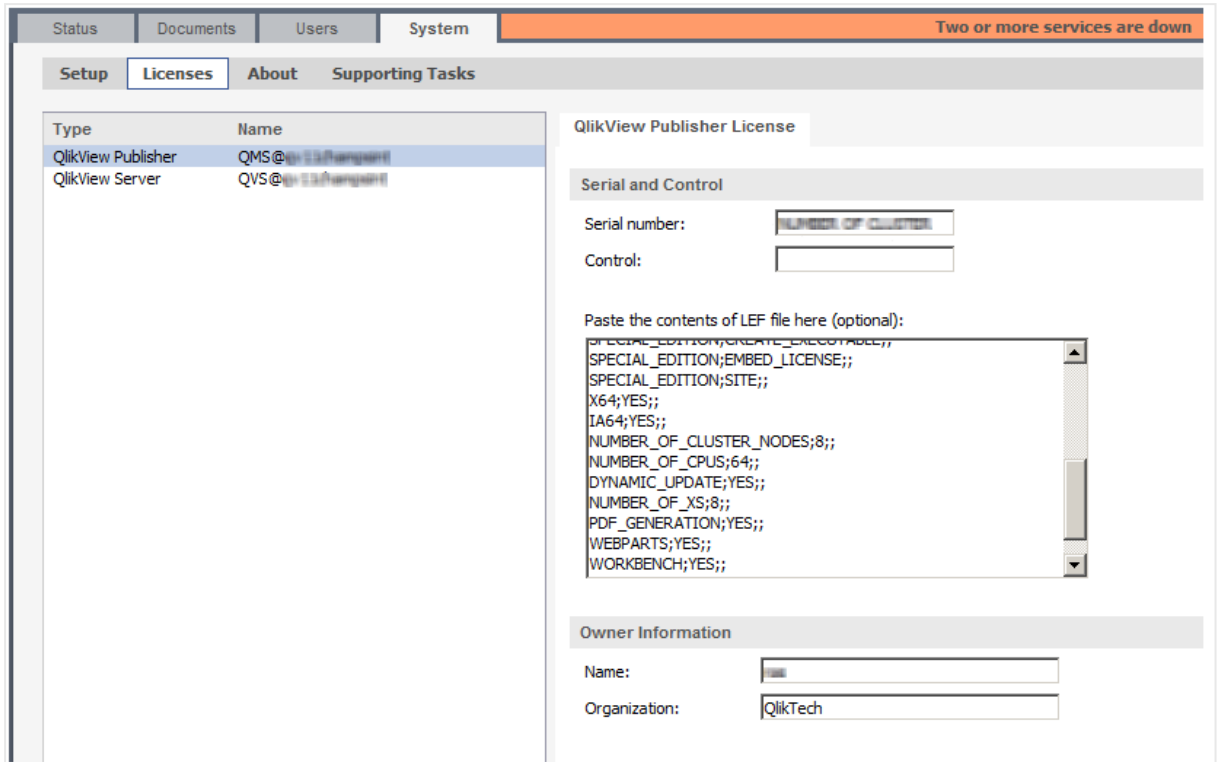 Status Documents Users System Two or more services are down
Setup Licenses About Supporting Tasks
Type Name
QlikView Publisher QMS@
QlikView Server QVS@
QlikView Publisher License
Serial and Control
Serial number:
Control:
Paste the contents of LEF file here (optional):
SPECIAL_EDITION;CREATE_EXECUTABLE;;
SPECIAL_EDITION;EMBED_LICENSE;;
SPECIAL_EDITION;SITE;;
X64;YES;;
IA64;YES;;
NUMBER_OF_CLUSTER_NODES;8;;
NUMBER_OF_CPUS;64;;
DYNAMIC_UPDATE;YES;;
NUMBER_OF_XS;8;;
PDF_GENERATION;YES;;
WEBPARTS;YES;;
WORKBENCH;YES;;
Owner Information
Name:
Organization: QlikTech